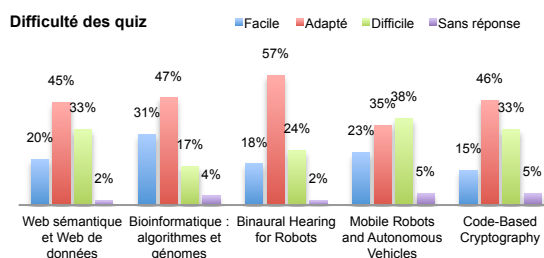 Difficulté des quiz
Facile Adapté Difficile Sans réponse
20% 45% 33% 2%
31% 47% 17% 4%
18% 57% 24% 2%
23% 35% 38% 5%
15% 46% 33% 5%
Web sémantique
et Web de
données
Bioinformatique :
algorithmes et
génomes
Binaural Hearing
for Robots
Mobile Robots
and Autonomous
Vehicles
Code-Based
Cryptography